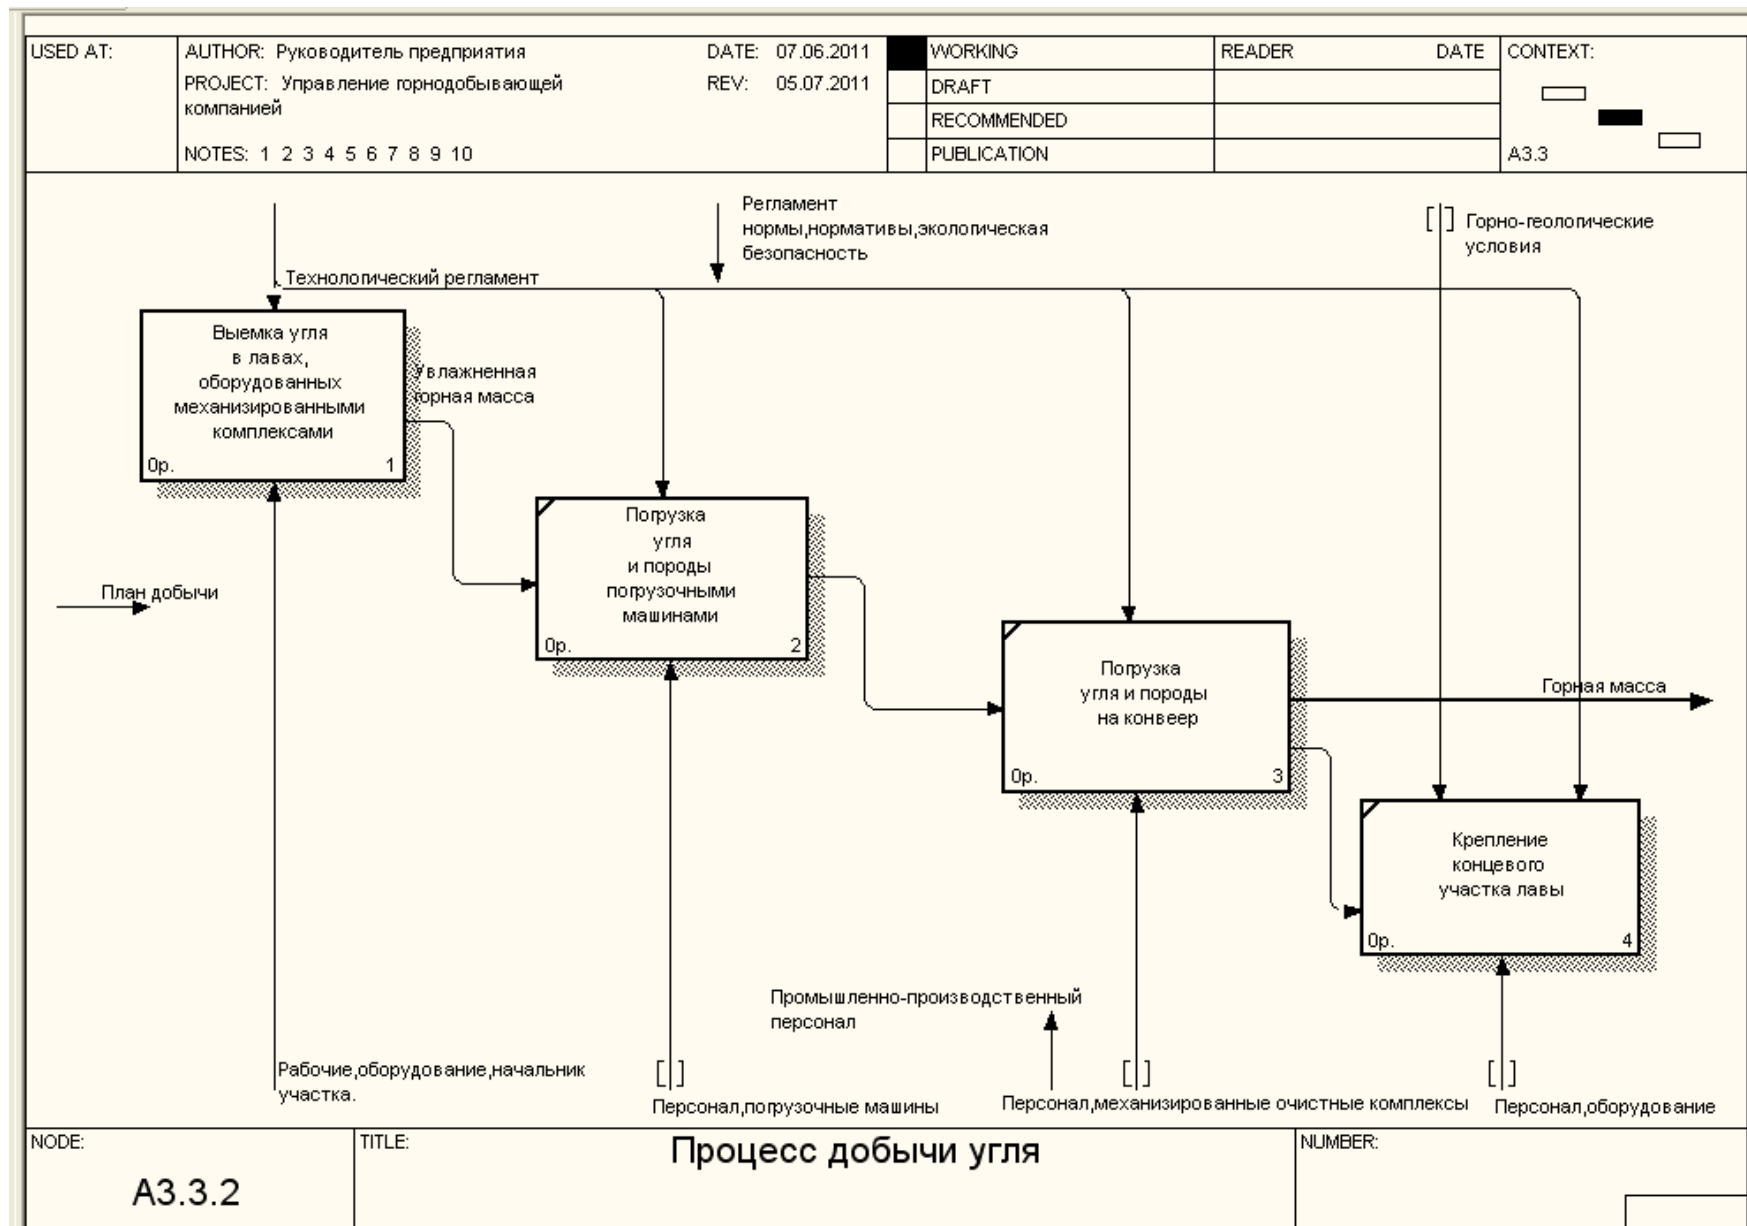 USED AT:
AUTHOR: Руководитель предприятия
DATE: 07.06.2011
PROJECT: Управление горнодобывающей
компанией
REV: 05.07.2011
NOTES: 1 2 3 4 5 6 7 8 9 10
WORKING
DRAFT
RECOMMENDED
PUBLICATION
READER DATE
CONTEXT:
A3.3
Регламент
нормы,нормативы,экологическая
безопасность
Горно-геологические
условия
Технологический регламент
Выемка угля
в лавах,
оборудованных
механизированными
комплексами
0р. 1
Увлажненная
горная масса
Погрузка
угля
и породы
погрузочными
машинами
0р. 2
План добычи
Погрузка
угля и породы
на конвеер
0р. 3
Горная масса
Крепление
концевого
участка лавы
0р. 4
Промышленно-производственный
персонал
Рабочие,оборудование,начальник
участка.
Персонал,погрузочные машины
Персонал,механизированные очистные комплексы
Персонал,оборудование
NODE:
A3.3.2
TITLE:
Процесс добычи угля
NUMBER: